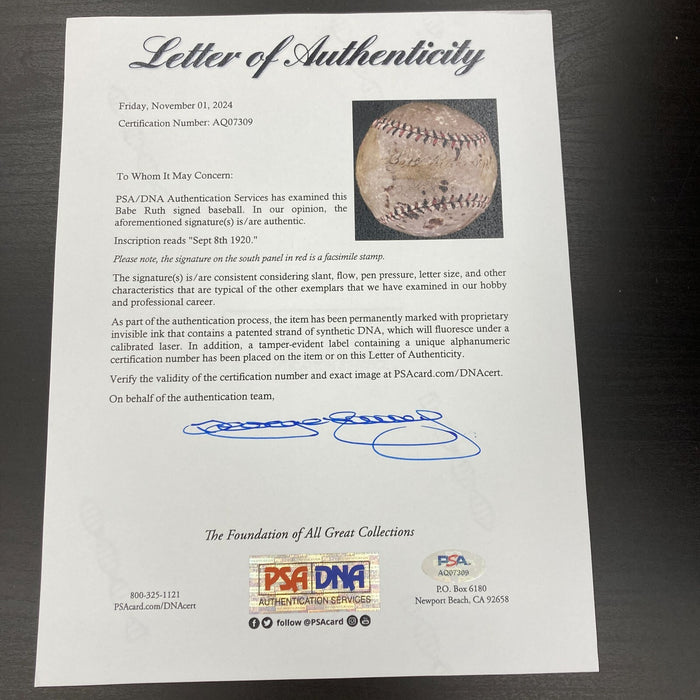 Letter of Authenticity
Friday, November 01, 2024
Certification Number: AQ07309
To Whom It May Concern:
PSA/DNA Authentication Services has examined this
Babe Ruth signed baseball. In our opinion, the
aforementioned signature(s) is/are authentic.
Inscription reads "Sept 8th 1920."
Please note, the signature on the south panel in red is a facsimile stamp.
The signature(s) is/are consistent considering slant, flow, pen pressure, letter size, and other
characteristics that are typical of the other exemplars that we have examined in our hobby
and professional career.
As part of the authentication process, the item has been permanently marked with proprietary
invisible ink that contains a patented strand of synthetic DNA, which will fluoresce under a
calibrated laser. In addition, a tamper-evident label containing a unique alphanumeric
certification number has been placed on the item or on this Letter of Authenticity.
Verify the validity of the certification number and exact image at PSAcard.com/DNAcert.
On behalf of the authentication team,
The Foundation of All Great Collections
800-325-1121
PSAcard.com/DNAcert
PSA DNA
AUTHENTICATION SERVICES
follow @PSAcard
PSA
AQ07309
P.O. Box 6180
Newport Beach, CA 92658